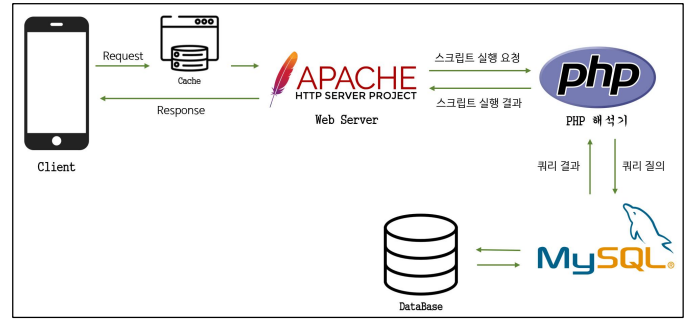 Request
Cache
Response
Client
APACHE
HTTP SERVER PROJECT
Web Server
스크립트 실행 요청
스크립트 실행 결과
php
PHP 해석기
쿼리 결과
쿼리 질의
MySQL®
DataBase